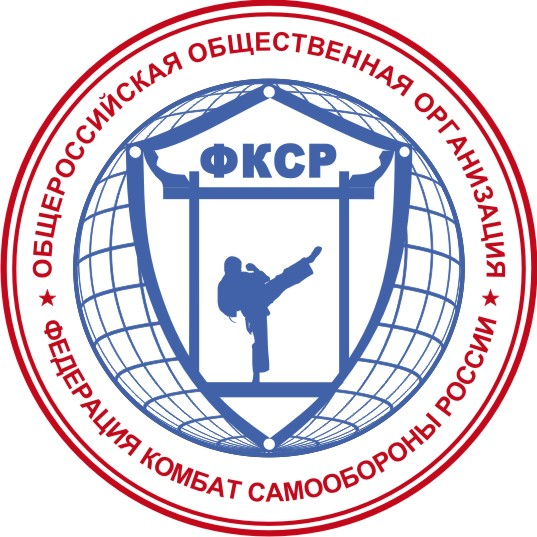 ОБЩЕРОССИЙСКАЯ ОБЩЕСТВЕННАЯ ОРГАНИЗАЦИЯ
ФКСР
ФЕДЕРАЦИЯ КОМБАТ САМООБОРОНЫ РОССИИ